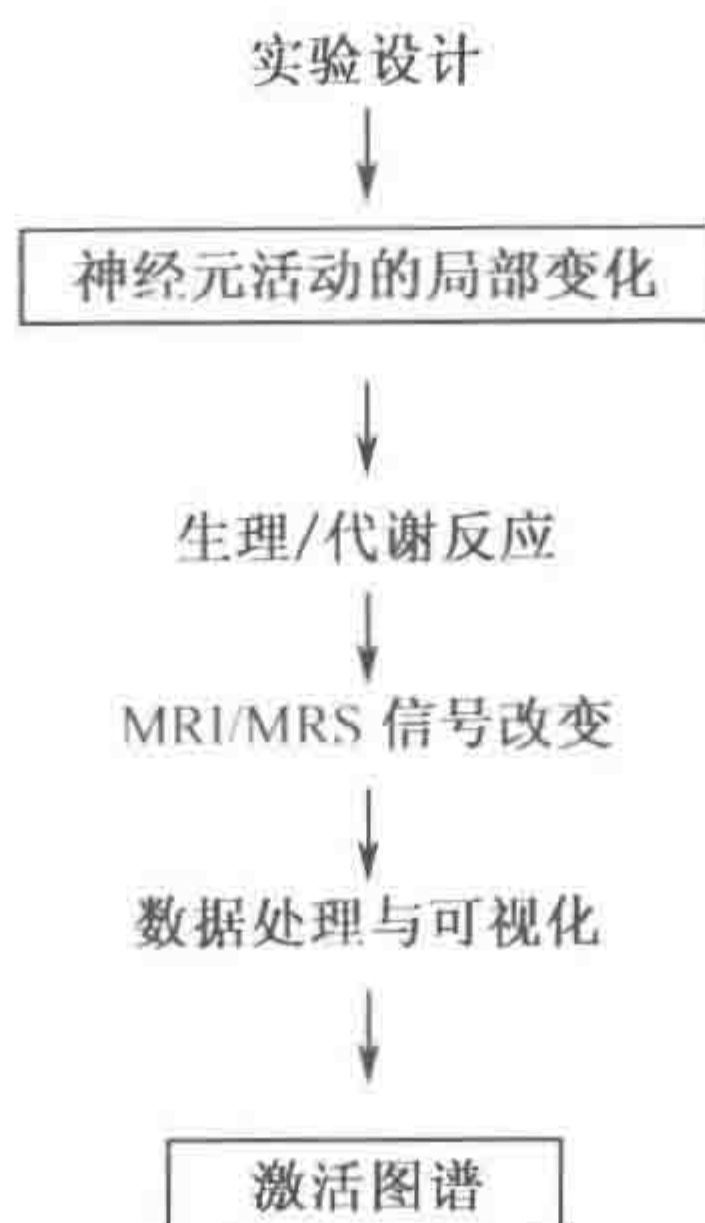 实验设计
神经元活动的局部变化
生理/代谢反应
MRI/MRS 信号改变
数据处理与可视化
激活图谱